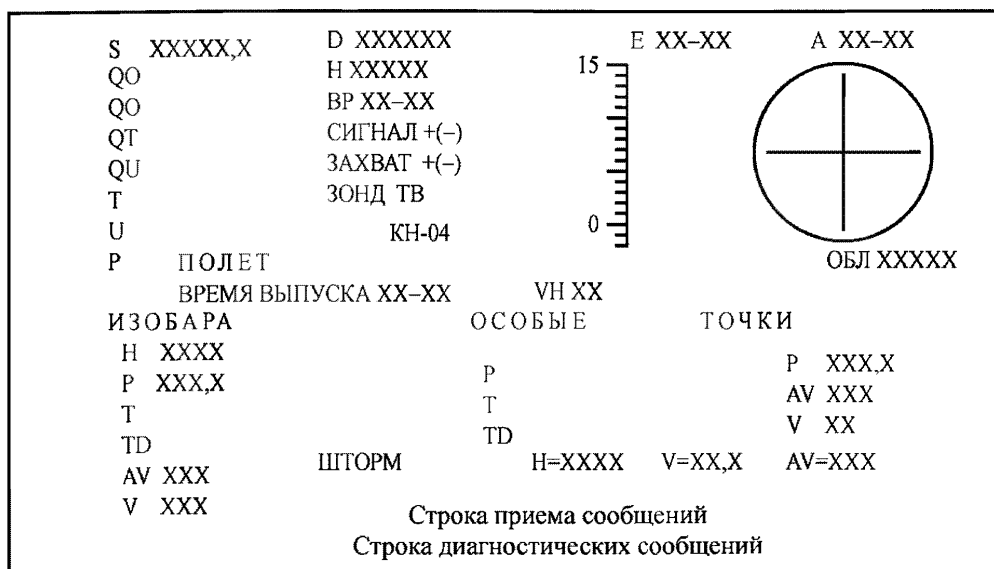 S XXXXX,X D XXXXXX E XX–XX A XX–XX
QO H XXXXX 15
QO ВР XX–XX
QT СИГНАЛ +(–)
QU ЗАХВАТ +(–)
T ЗОНД ТВ
U КН-04 0
P ПОЛЕТ ОБЛ XXXXX
ВРЕМЯ ВЫПУСКА XX–XX VH XX
ИЗОБАРА ОСОБЫЕ ТОЧКИ
H XXXX
P XXX,X P P XXX,X
T T AV XXX
TD TD V XX
AV XXX ШТОРМ H=XXXX V=XX,X AV=XXX
V XXX
Строка приема сообщений
Строка диагностических сообщений